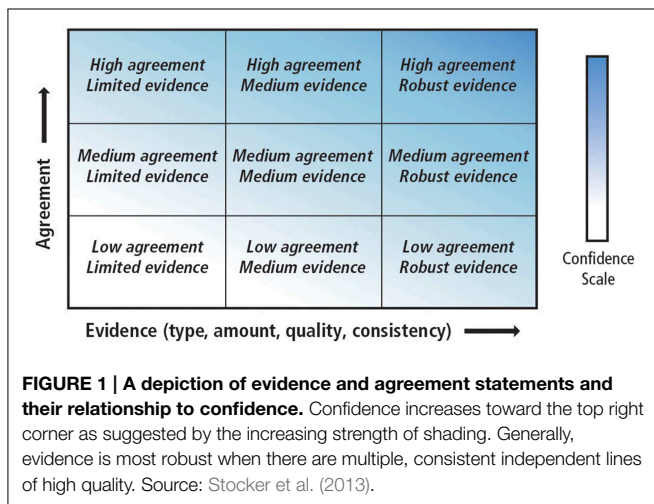 High agreement
Limited evidence
High agreement
Medium evidence
High agreement
Robust evidence
Medium agreement
Limited evidence
Medium agreement
Medium evidence
Medium agreement
Robust evidence
Low agreement
Limited evidence
Low agreement
Medium evidence
Low agreement
Robust evidence
Agreement
Evidence (type, amount, quality, consistency)
Confidence
Scale
FIGURE 1 | A depiction of evidence and agreement statements and
their relationship to confidence. Confidence increases toward the top right
corner as suggested by the increasing strength of shading. Generally,
evidence is most robust when there are multiple, consistent independent lines
of high quality. Source: Stocker et al. (2013).